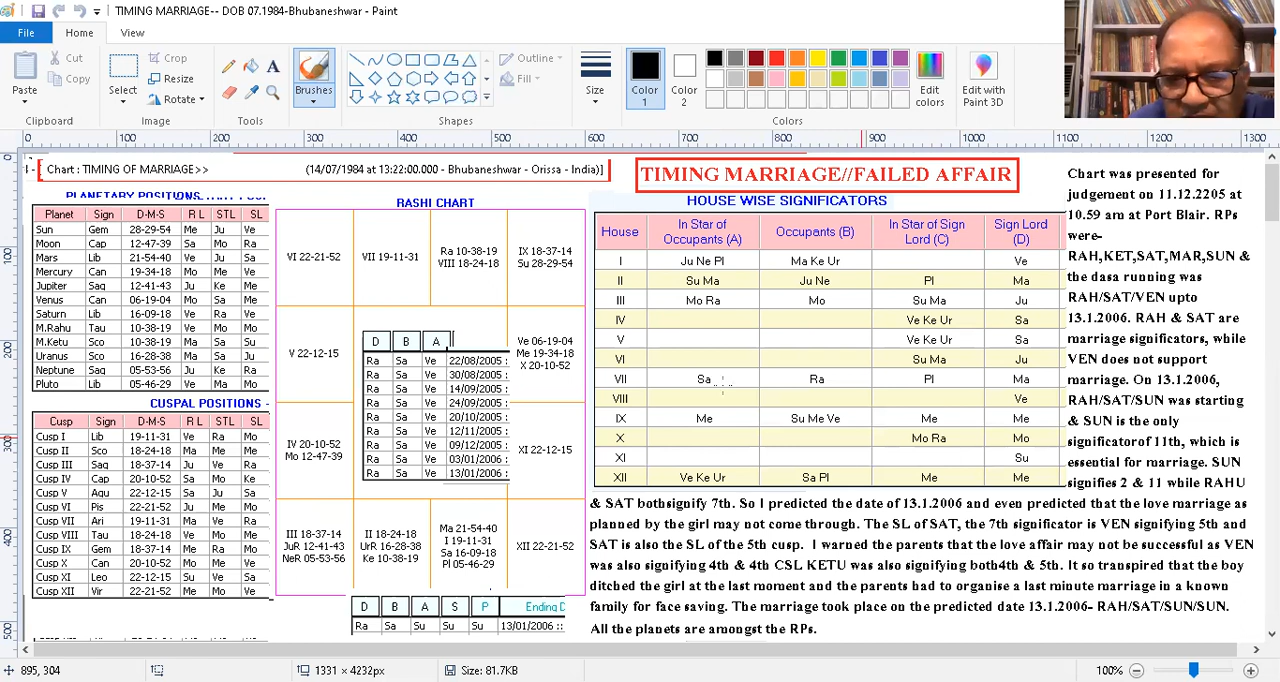 TIMING MARRIAGE-- DOB 07.1984-Bhubaneshwar - Paint
File Home View
Paste Cut Copy Clipboard
Select Crop Resize Rotate Image
Tools
Brushes
Shapes Outline Fill
Size
Color 1
Color 2
Colors
Edit colors
Edit with Paint 3D
0 100 200 300 400 500 600 700 800 900 1000 1100 1200 1300
[ Chart : TIMING OF MARRIAGE>> (14/07/1984 at 13:22:00.000 - Bhubaneshwar - Orissa - India)]
TIMING MARRIAGE//FAILED AFFAIR
PLANETARY POSITIONS
Planet Sign D-M-S R L STL SL
Sun Gem 28-29-54 Me Ju Ve
Moon Cap 12-47-39 Sa Mo Ra
Mars Lib 21-54-40 Ve Ju Sa
Mercury Can 19-34-18 Mo Me Ve
Jupiter Sag 12-41-43 Ju Ke Me
Venus Can 06-19-04 Mo Sa Me
Saturn Lib 16-09-18 Ve Ra Ve
M.Rahu Tau 10-38-19 Ve Mo Mo
M.Ketu Sco 10-38-19 Ma Sa Su
Uranus Sco 16-28-38 Ma Sa Ju
Neptune Sag 05-53-56 Ju Ke Ra
Pluto Lib 05-46-29 Ve Ma Mo
CUSPAL POSITIONS -
Cusp Sign D-M-S R L STL SL
Cusp I Lib 19-11-31 Ve Ra Mo
Cusp II Sco 18-24-18 Ma Me Me
Cusp III Sag 18-37-14 Ju Ve Ra
Cusp IV Cap 20-10-52 Sa Mo Ke
Cusp V Aqu 22-12-15 Sa Ju Sa
Cusp VI Pis 22-21-52 Ju Me Mo
Cusp VII Ari 19-11-31 Ma Ve Ra
Cusp VIII Tau 18-24-18 Ve Mo Me
Cusp IX Gem 18-37-14 Me Ra Mo
Cusp X Can 20-10-52 Mo Me Ve
Cusp XI Leo 22-12-15 Su Ve Sa
Cusp XII Vir 22-21-52 Me Mo Ve
RASHI CHART
VI 22-21-52
VII 19-11-31
Ra 10-38-19
VIII 18-24-18
IX 18-37-14
Su 28-29-54
V 22-12-15
Ve 06-19-04
Me 19-34-18
X 20-10-52
D B A
Ra Sa Ve 22/08/2005 :
Ra Sa Ve 30/08/2005 :
Ra Sa Ve 14/09/2005 :
Ra Sa Ve 24/09/2005 :
Ra Sa Ve 20/10/2005 :
Ra Sa Ve 12/11/2005 :
Ra Sa Ve 09/12/2005 :
Ra Sa Ve 03/01/2006 :
Ra Sa Ve 13/01/2006 :
IV 20-10-52
Mo 12-47-39
XI 22-12-15
III 18-37-14
JuR 12-41-43
NeR 05-53-56
II 18-24-18
UrR 16-28-38
Ke 10-38-19
Ma 21-54-40
I 19-11-31
Sa 16-09-18
Pl 05-46-29
XII 22-21-52
D B A S P Ending D
Ra Sa Su Su Su 13/01/2006 ::
HOUSE WISE SIGNIFICATORS
House In Star of Occupants (A) Occupants (B) In Star of Sign Lord (C) Sign Lord (D)
I Ju Ne Pl Ma Ke Ur Ve
II Su Ma Ju Ne Pl Ma
III Mo Ra Mo Su Ma Ju
IV Ve Ke Ur Sa
V Ve Ke Ur Sa
VI Su Ma Ju
VII Sa Ra Pl Ma
VIII Ve
IX Me Su Me Ve Me Me
X Mo Ra Mo
XI Su
XII Ve Ke Ur Sa Pl Me Me
Chart was presented for
judgement on 11.12.2205 at
10.59 am at Port Blair. RPs
were-
RAH,KET,SAT,MAR,SUN &
the dasa running was
RAH/SAT/VEN upto
13.1.2006. RAH & SAT are
marriage significators, while
VEN does not support
marriage. On 13.1.2006,
RAH/SAT/SUN was starting
& SUN is the only
significator of 11th, which is
essential for marriage. SUN
signifies 2 & 11 while RAHU
& SAT bothsignify 7th. So I predicted the date of 13.1.2006 and even predicted that the love marriage as
planned by the girl may not come through. The SL of SAT, the 7th significator is VEN signifying 5th and
SAT is also the SL of the 5th cusp. I warned the parents that the love affair may not be successful as VEN
was also signifying 4th & 4th CSL KETU was also signifying both4th & 5th. It so transpired that the boy
ditched the girl at the last moment and the parents had to organise a last minute marriage in a known
family for face saving. The marriage took place on the predicted date 13.1.2006- RAH/SAT/SUN/SUN.
All the planets are amongst the RPs.
0 100 200 300 400 500
895, 304
1331 × 4232px
Size: 81.7KB
100%